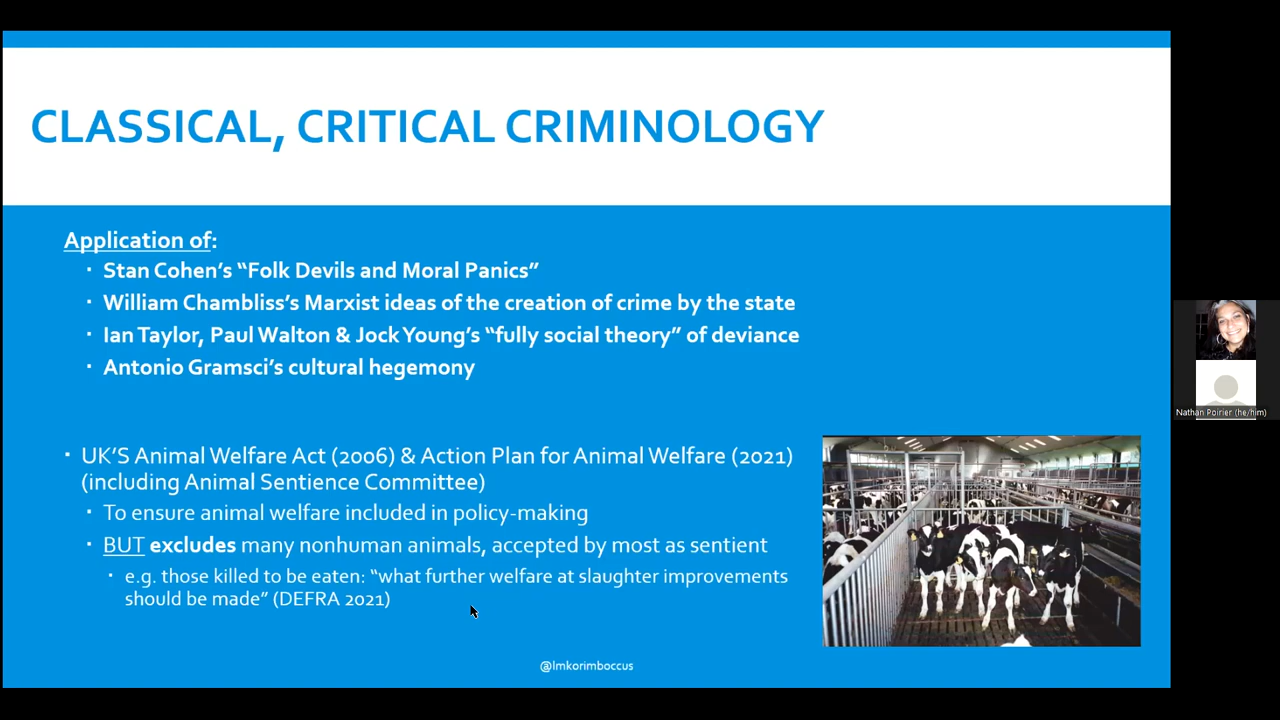 CLASSICAL, CRITICAL CRIMINOLOGY
Application of:
· Stan Cohen's “Folk Devils and Moral Panics”
· William Chambliss's Marxist ideas of the creation of crime by the state
· Ian Taylor, Paul Walton & Jock Young's “fully social theory” of deviance
· Antonio Gramsci's cultural hegemony
· UK'S Animal Welfare Act (2006) & Action Plan for Animal Welfare (2021)
(including Animal Sentience Committee)
· To ensure animal welfare included in policy-making
· BUT excludes many nonhuman animals, accepted by most as sentient
· e.g. those killed to be eaten: “what further welfare at slaughter improvements
should be made” (DEFRA 2021)
@lmkorimboccus
Nathan Poirier (he/him)